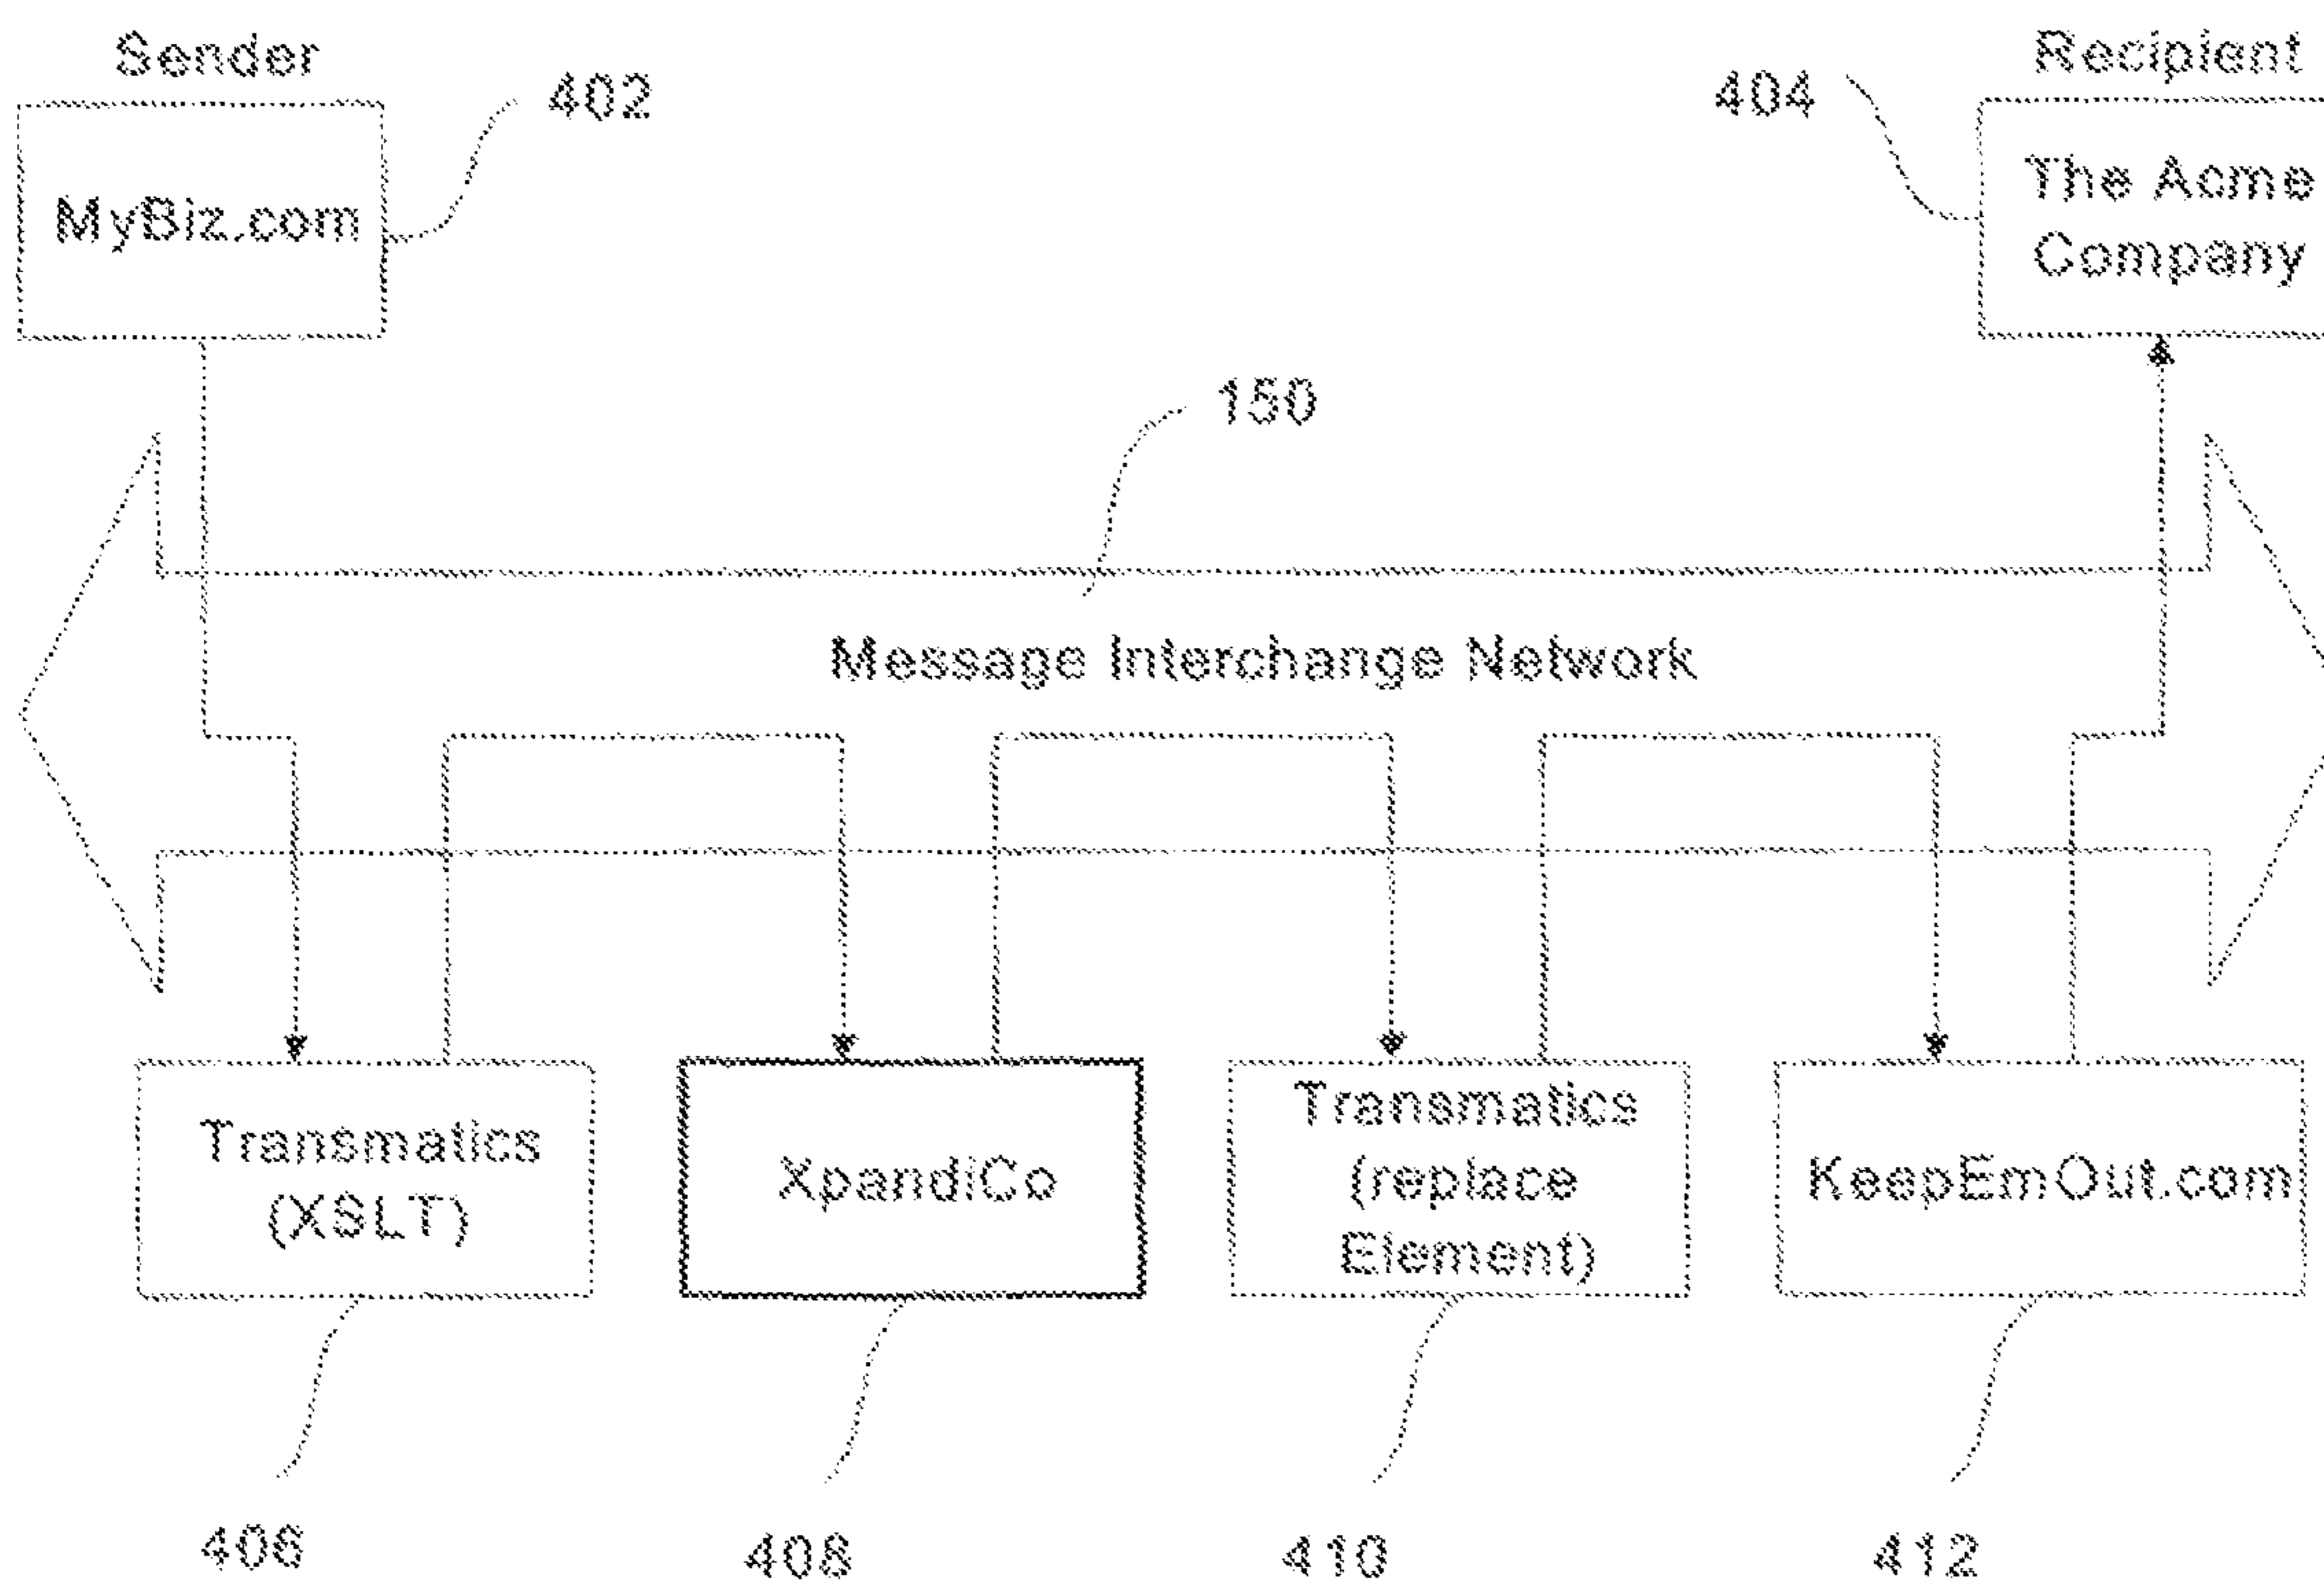 Sender
402
404
Recipient
MyBiz.com
The Acme
Company
150
Message Interchange Network
Transmatics
(XSLT)
XpandiCo
Transmatics
(replace
Element)
KeepEmOut.com
406
408
410
412